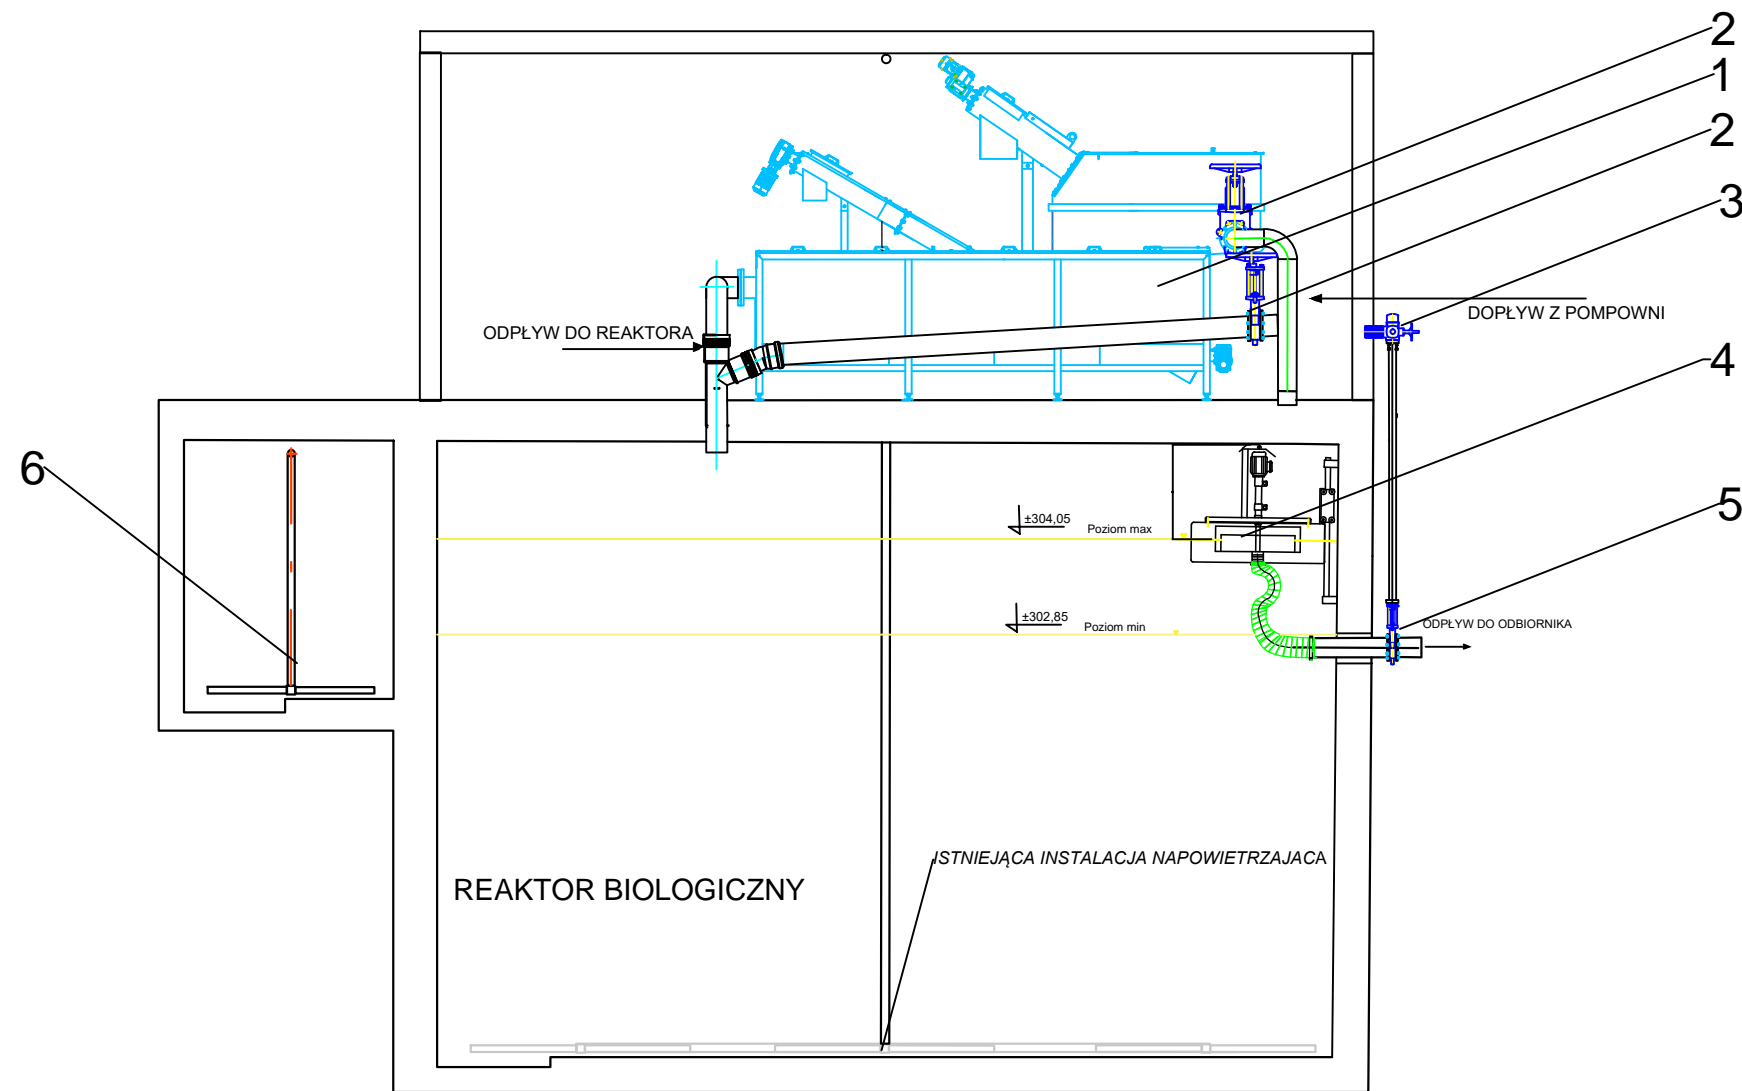 2
1
2
3
DOPŁYW Z POMPOWNI
ODPŁYW DO REAKTORA
4
6
5
±304,05
Poziom max
±302,85
Poziom min
ODPŁYW DO ODBIORNIKA
ISTNIEJĄCA INSTALACJA NAPOWIETRZAJACA
REAKTOR BIOLOGICZNY